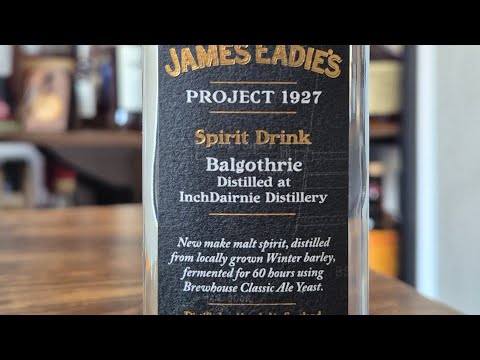 JAMES EADIE'S
PROJECT 1927
Spirit Drink
Balgothrie
Distilled at
InchDairnie Distillery
New make malt spirit, distilled
from locally grown Winter barley,
fermented for 60 hours using
Brewhouse Classic Ale Yeast.